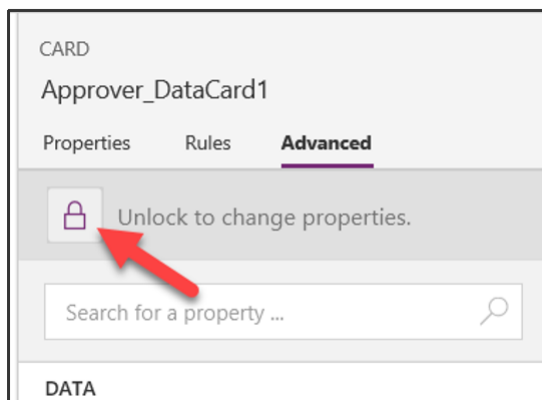 CARD
Approver_DataCard1
Properties Rules Advanced
Unlock to change properties.
Search for a property ...
DATA